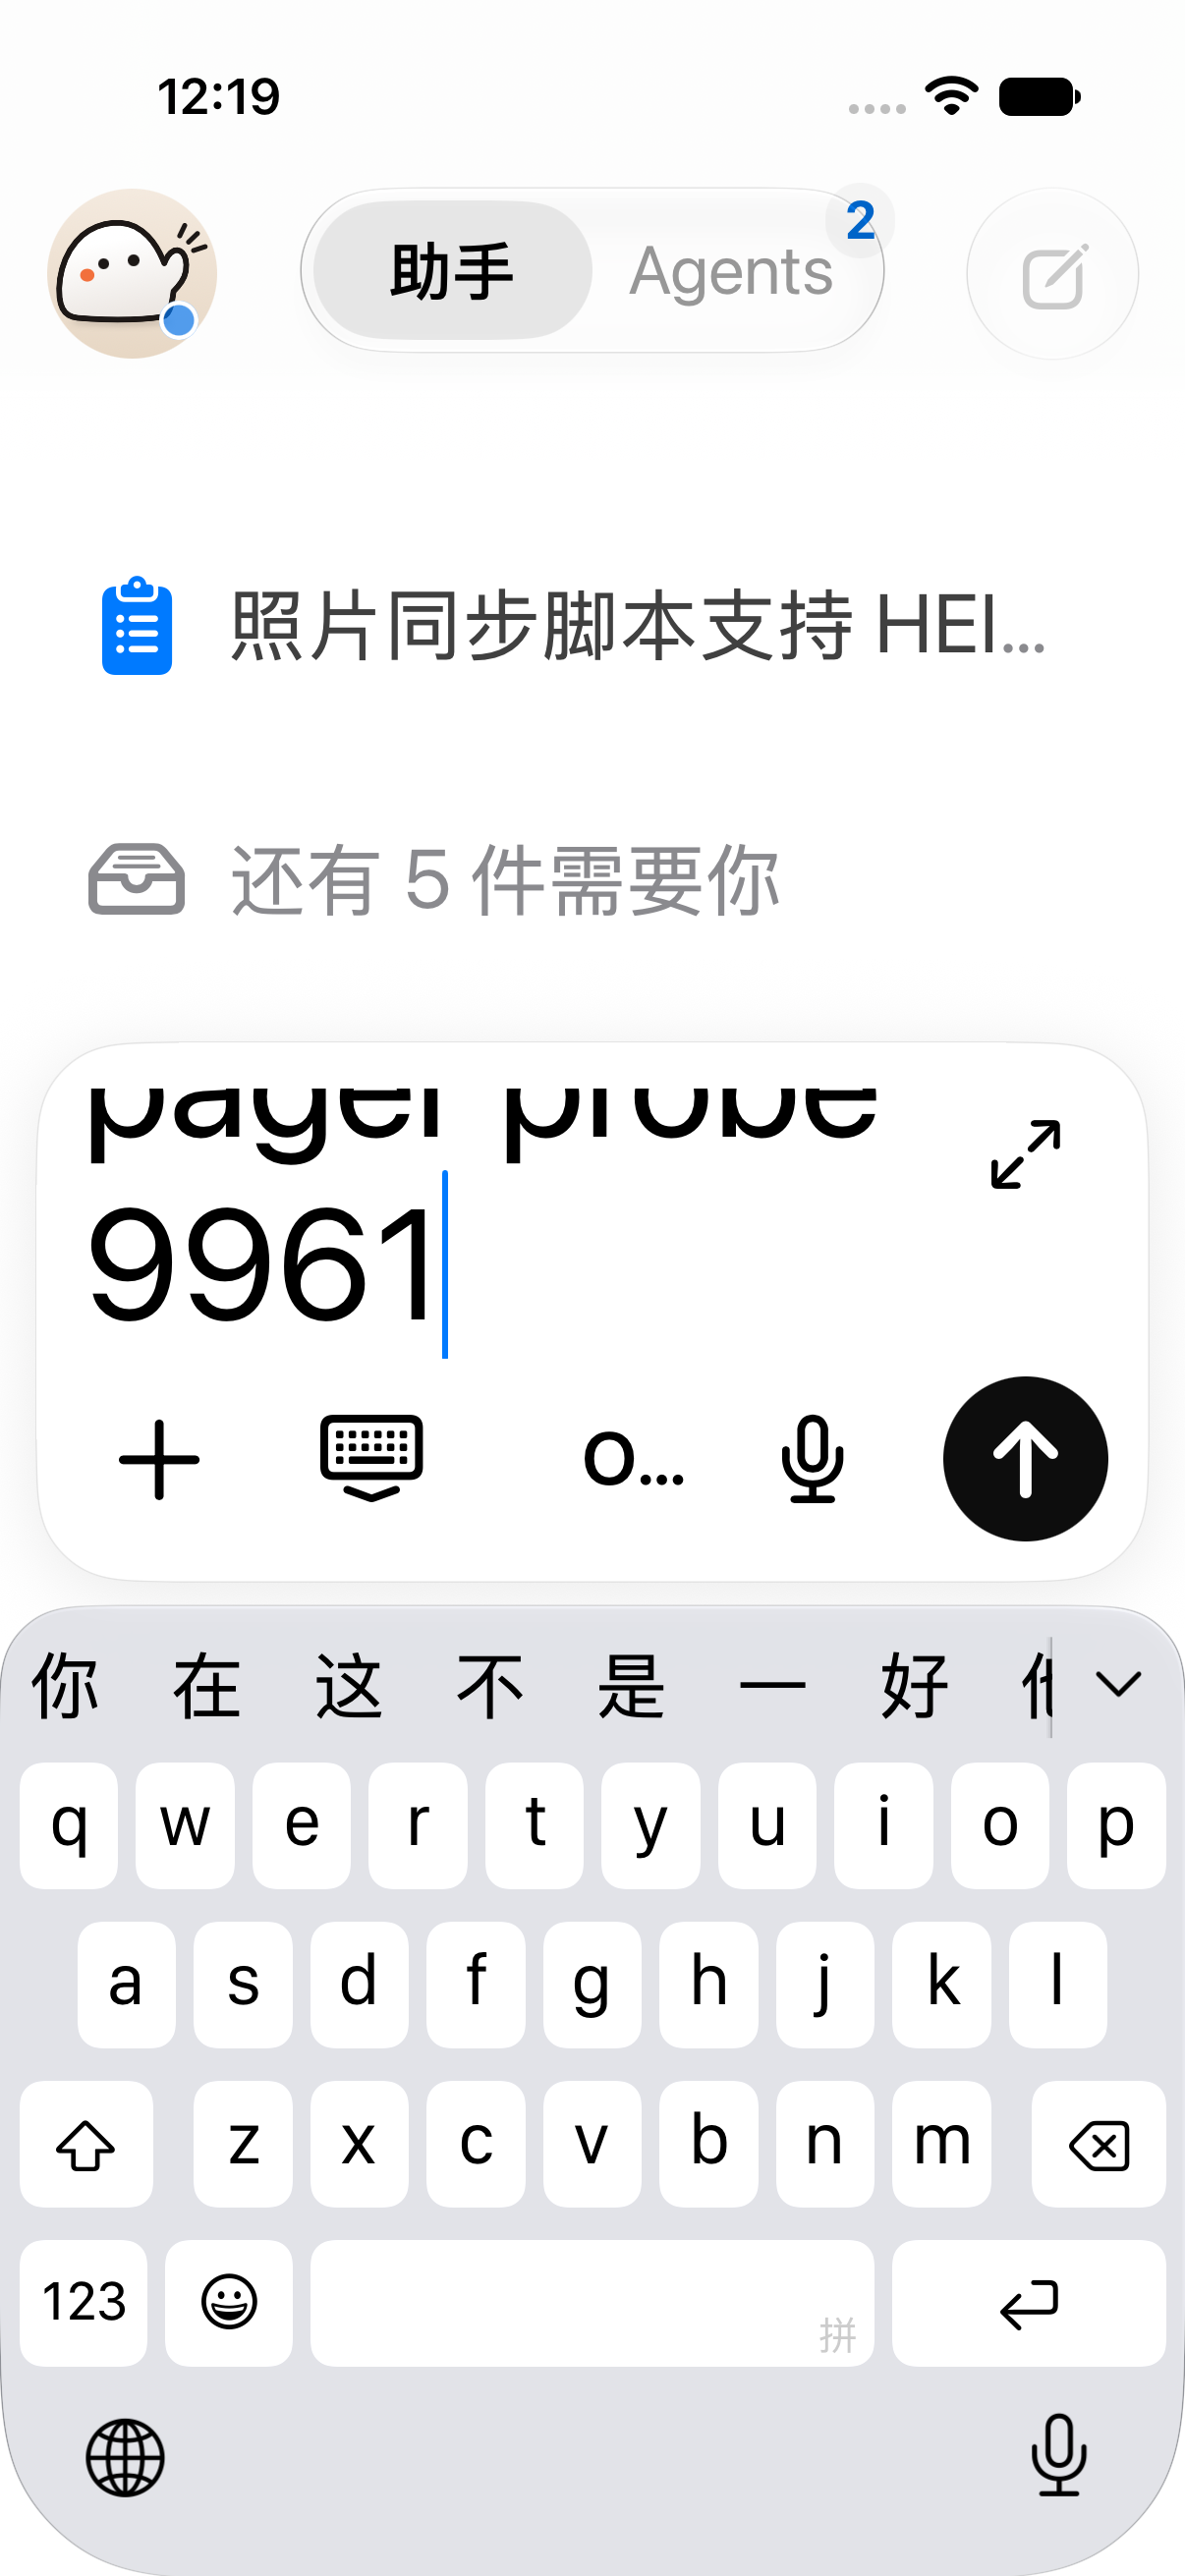 12:19
助手
Agents
2
照片同步脚本支持 HEI...
还有 5 件需要你
pager probe
9961
o...
你 在 这 不 是 一 好
q w e r t y u i o p
a s d f g h j k l
z x c v b n m
123
拼